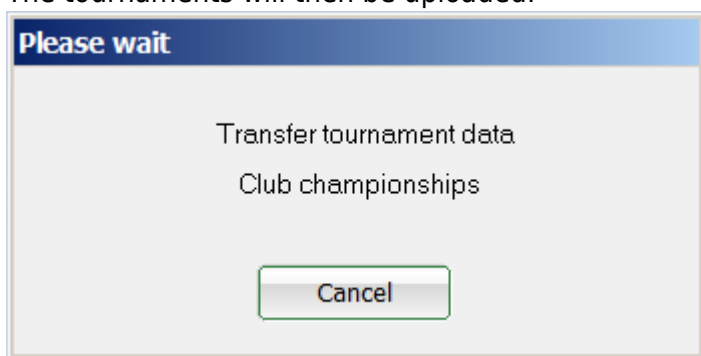 The tournaments will then be uploaded.
Please wait
Transfer tournament data
Club championships
Cancel